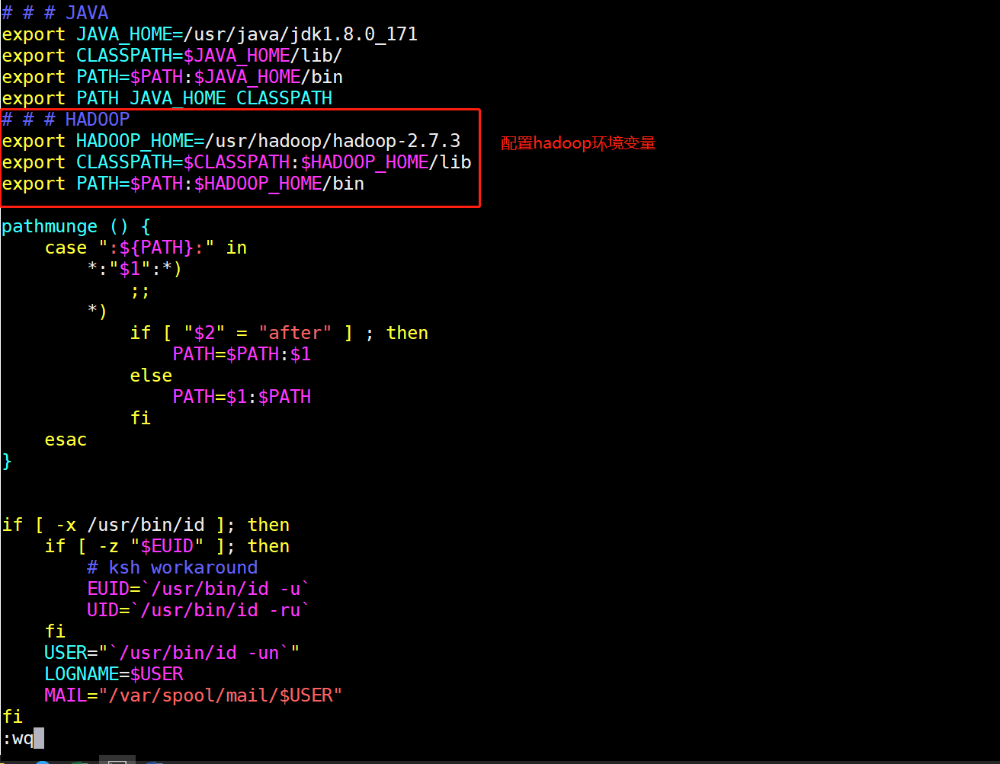 # # # JAVA
export JAVA_HOME=/usr/java/jdk1.8.0_171
export CLASSPATH=$JAVA_HOME/lib/
export PATH=$PATH:$JAVA_HOME/bin
export PATH JAVA_HOME CLASSPATH
# # # HADOOP
export HADOOP_HOME=/usr/hadoop/hadoop-2.7.3
配置hadoop环境变量
export CLASSPATH=$CLASSPATH:$HADOOP_HOME/lib
export PATH=$PATH:$HADOOP_HOME/bin
pathmunge () {
    case ":${PATH}:" in
        *:"$1":*)
            ;;
        *)
            if [ "$2" = "after" ] ; then
                PATH=$PATH:$1
            else
                PATH=$1:$PATH
            fi
    esac
}
if [ -x /usr/bin/id ]; then
    if [ -z "$EUID" ]; then
        # ksh workaround
        EUID=`/usr/bin/id -u`
        UID=`/usr/bin/id -ru`
    fi
    USER="`/usr/bin/id -un`"
    LOGNAME=$USER
    MAIL="/var/spool/mail/$USER"
fi
:wq